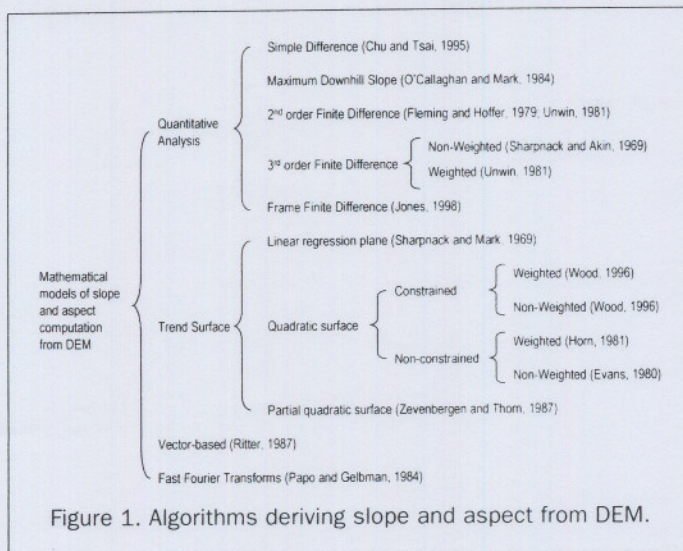 Simple Difference (Chu and Tsai, 1995)
Maximum Downhill Slope (O'Callaghan and Mark, 1984)
Quantitative
Analysis
2nd order Finite Difference (Fleming and Hoffer, 1979, Unwin, 1981)
3rd order Finite Difference
Non-Weighted (Sharpnack and Akin, 1969)
Weighted (Unwin, 1981)
Frame Finite Difference (Jones, 1998)
Mathematical
models of slope
and aspect
computation
from DEM
Trend Surface
Linear regression plane (Sharpnack and Mark, 1969)
Quadratic surface
Constrained
Weighted (Wood, 1996)
Non-Weighted (Wood, 1996)
Non-constrained
Weighted (Horn, 1981)
Non-Weighted (Evans, 1980)
Partial quadratic surface (Zevenbergen and Thorn, 1987)
Vector-based (Ritter, 1987)
Fast Fourier Transforms (Papo and Gelbman, 1984)
Figure 1. Algorithms deriving slope and aspect from DEM.